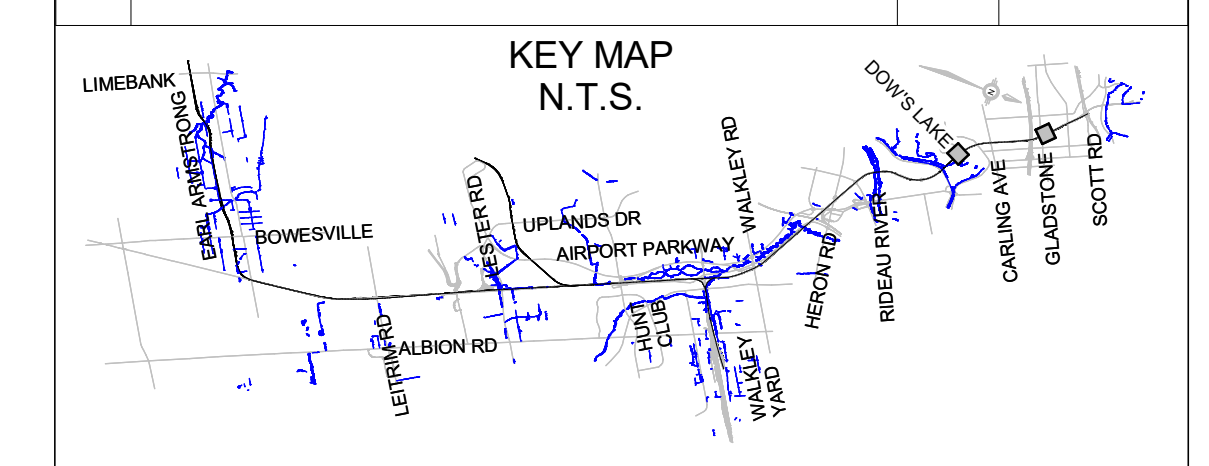 KEY MAP
N.T.S.
LIMEBANK
EARL ARMSTRONG
BOWESVILLE
LEITRIM RD
ALBION RD
LESTER RD
UPLANDS DR
AIRPORT PARKWAY
HUNT
CLUB
WALKLEY
YARD
WALKLEY RD
HERON RD
RIDEAU RIVER
DOW'S LAKE
N
CARLING AVE
GLADSTONE
SCOTT RD